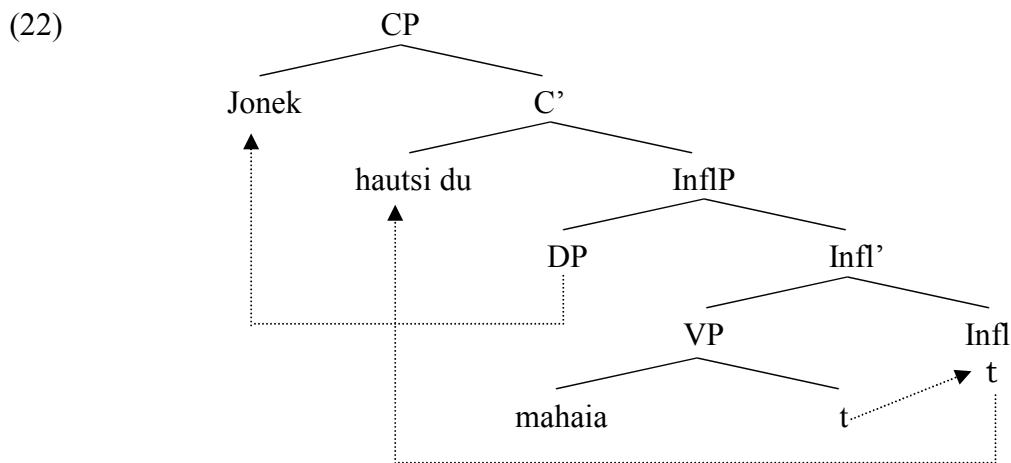 (22) CP
Jonek C’
hautsi du InflP
DP Infl’
VP Infl
t
mahaia t